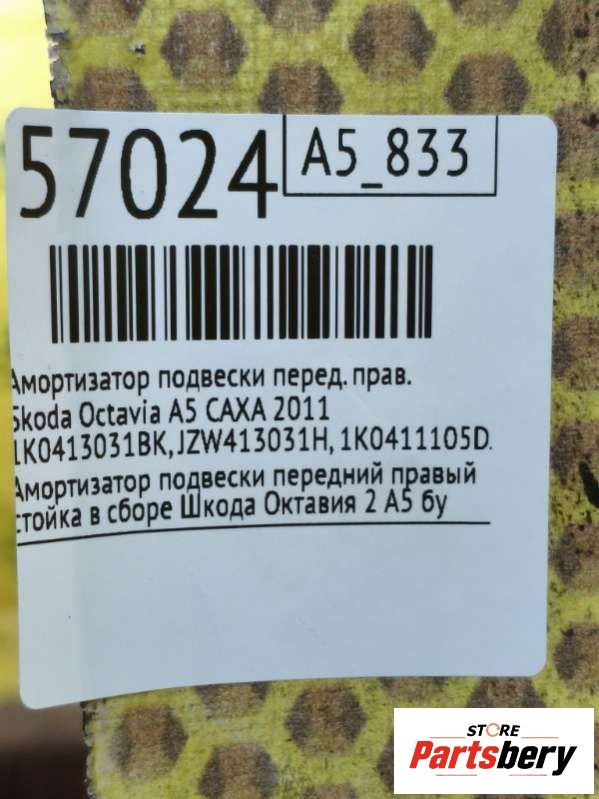 57024
A5_833
Амортизатор подвески перед. прав.
Skoda Octavia A5 CAXA 2011
1K0413031BK, JZW413031H, 1K0411105D.
Амортизатор подвески передний правый
стойка в сборе Шкода Октавия 2 А5 бу
STORE
Partsbery